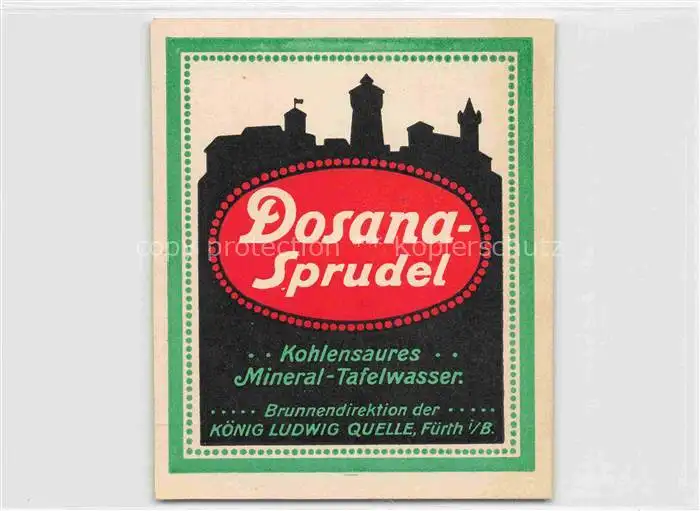 Dosana-
Sprudel
copy protection Kopierschutz
Kohlensaures
Mineral-Tafelwasser.
Brunnendirektion der
KÖNIG LUDWIG QUELLE, Fürth i/B.